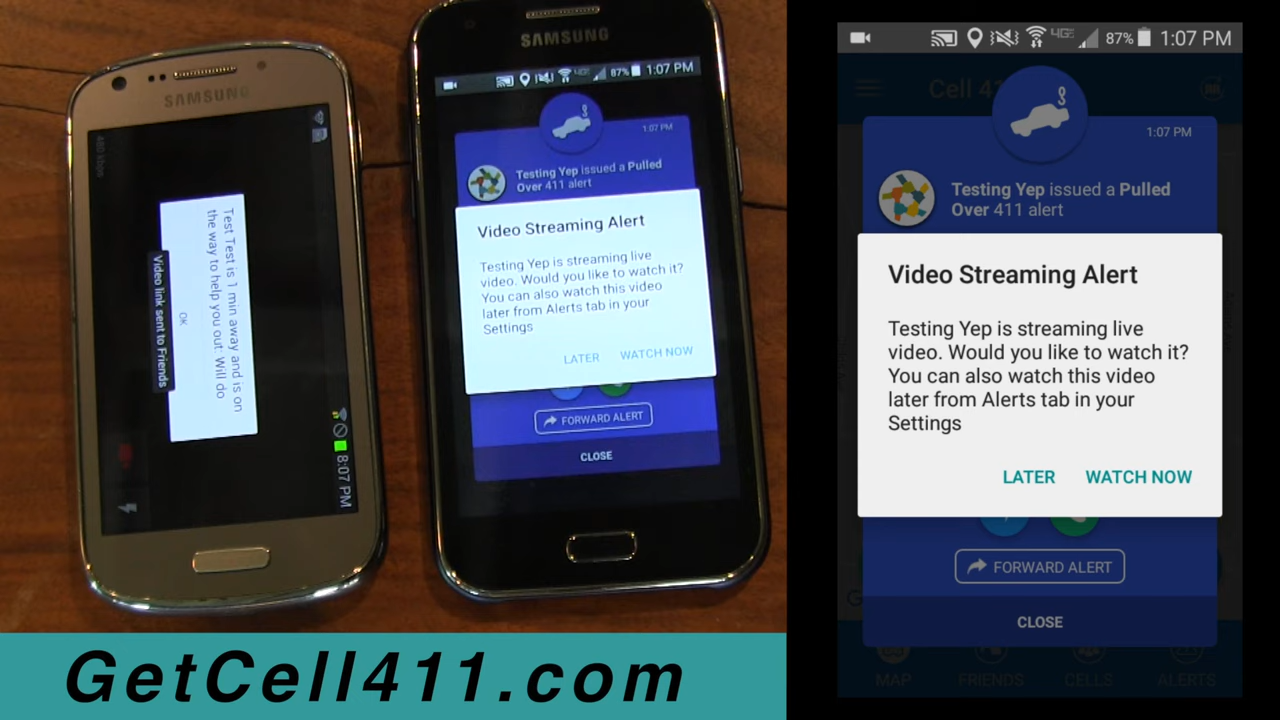 SAMSUNG
480 kbps
Test Test is 1 min away and is on
the way to help you out: Will do
OK
Video link sent to Friends
8:07 PM
SAMSUNG
4GE 87% 1:07 PM
1:07 PM
Testing Yep issued a Pulled
Over 411 alert
Video Streaming Alert
Testing Yep is streaming live
video. Would you like to watch it?
You can also watch this video
later from Alerts tab in your
Settings
LATER WATCH NOW
FORWARD ALERT
CLOSE
GetCell411.com
4GE 87% 1:07 PM
Cell 4
1:07 PM
Testing Yep issued a Pulled
Over 411 alert
Video Streaming Alert
Testing Yep is streaming live
video. Would you like to watch it?
You can also watch this video
later from Alerts tab in your
Settings
LATER WATCH NOW
FORWARD ALERT
CLOSE
MAP FRIENDS CELLS ALERTS